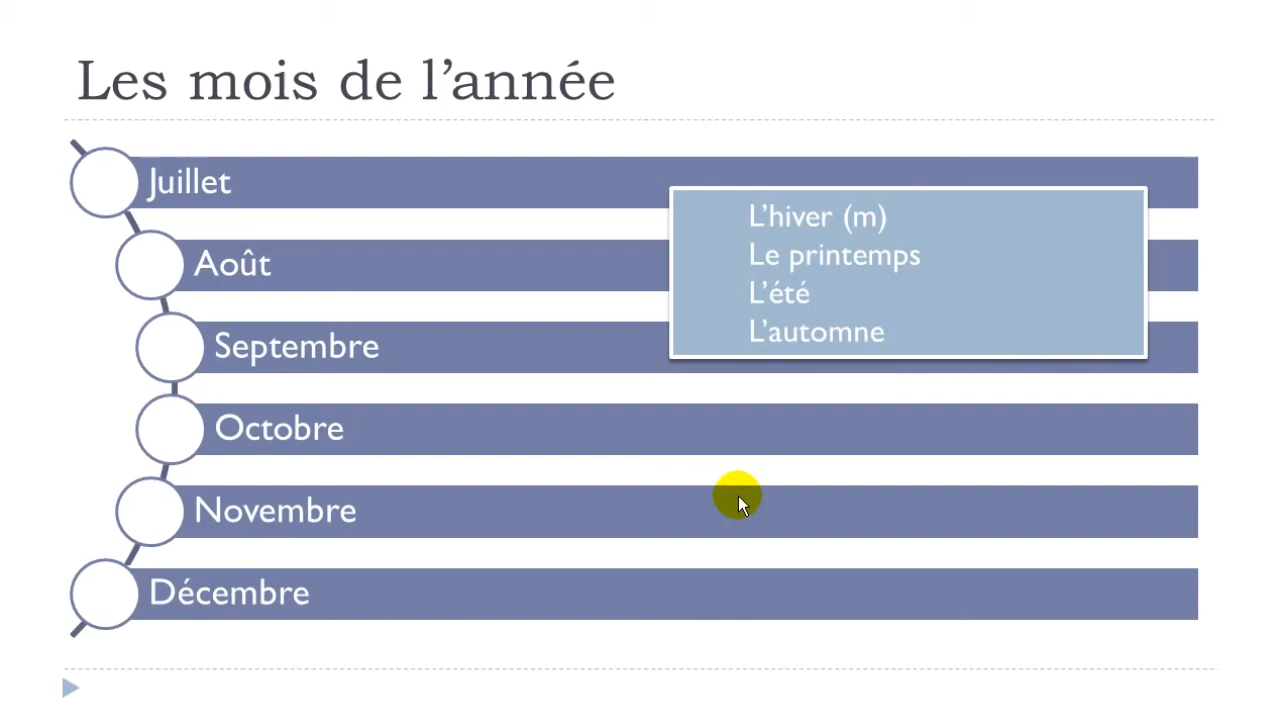 Les mois de l’année
Juillet
Août
Septembre
Octobre
Novembre
Décembre
L’hiver (m)
Le printemps
L’été
L’automne